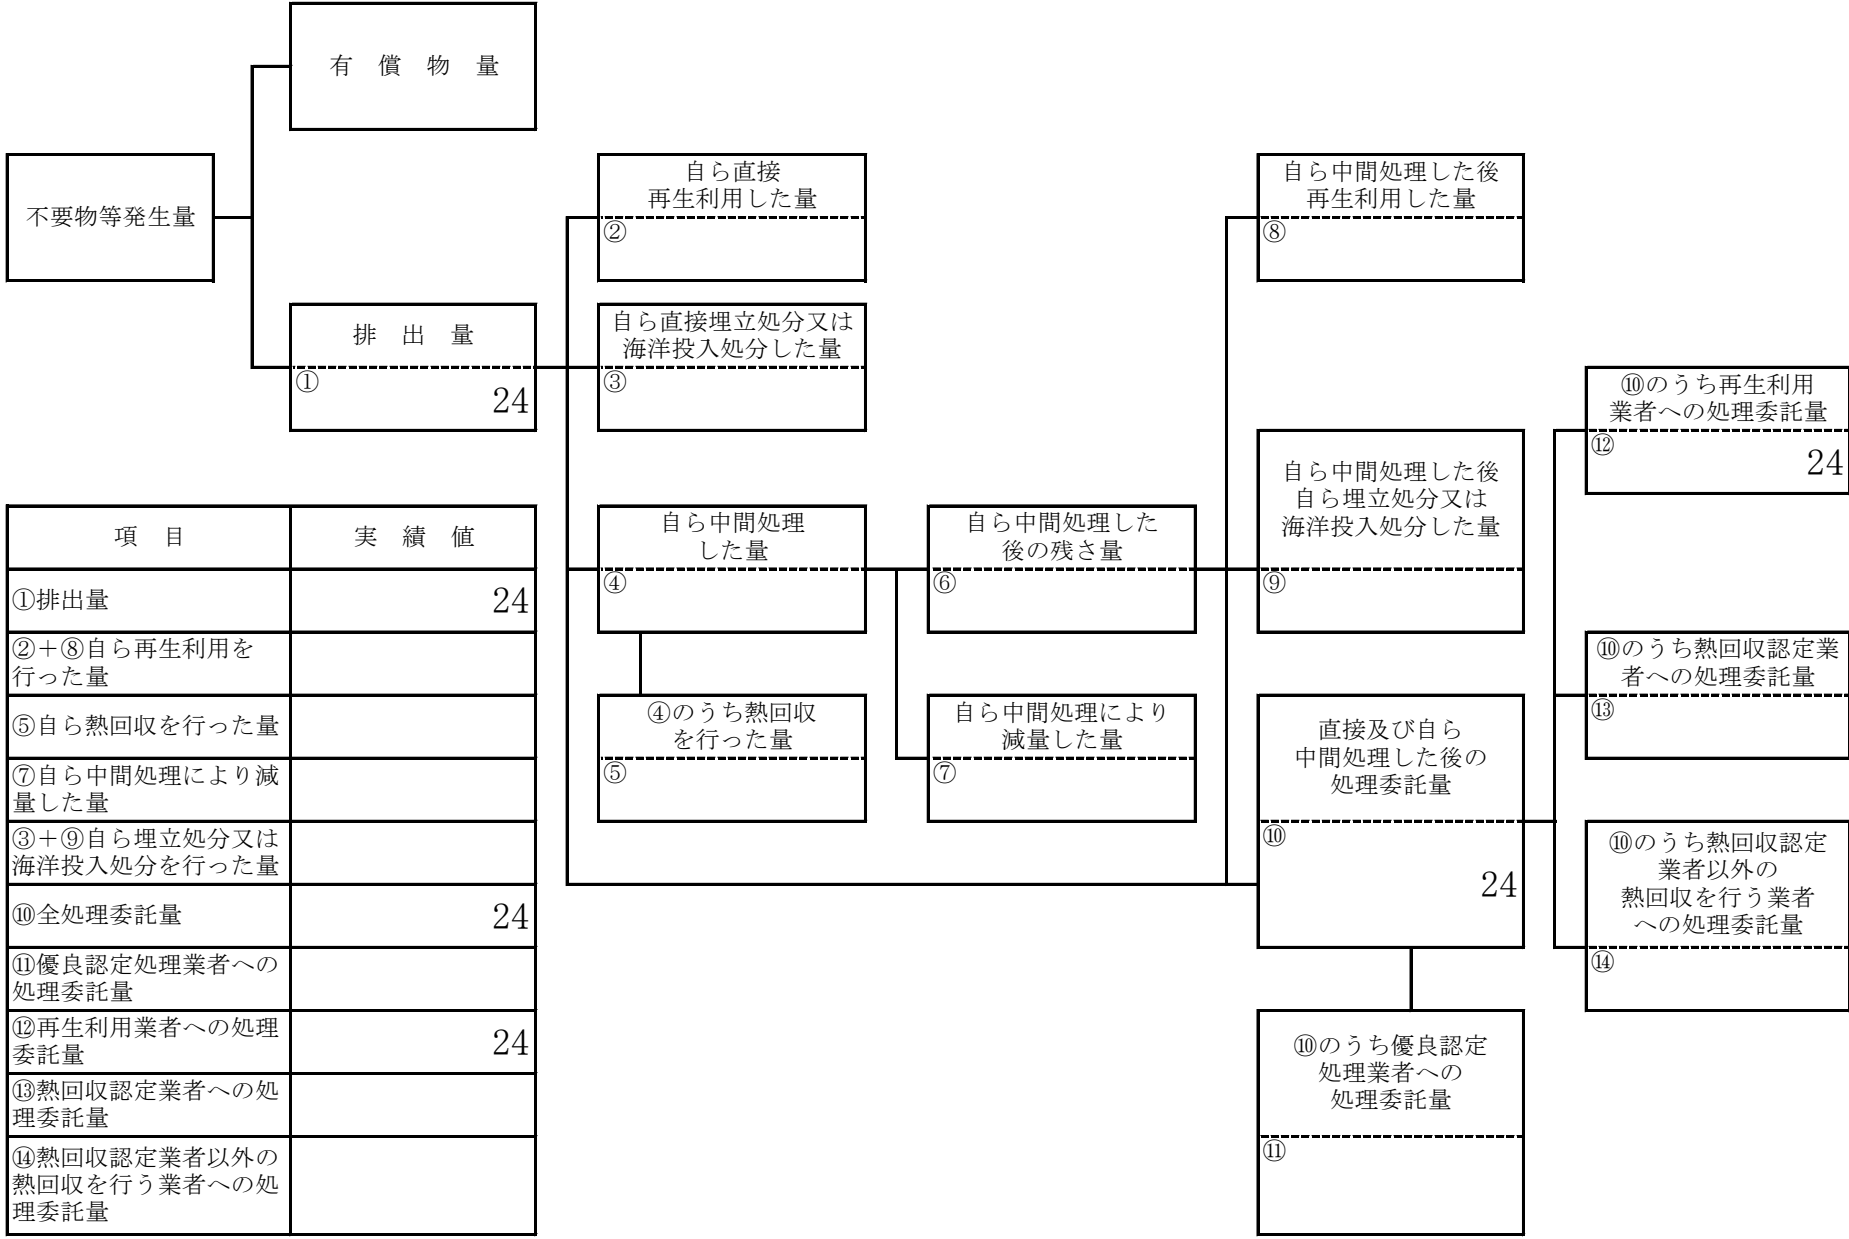 有　償　物　量
不要物等発生量
排　出　量
①
24
自ら直接
再生利用した量
②
自ら直接埋立処分又は
海洋投入処分した量
③
自ら中間処理
した量
④
④のうち熱回収
を行った量
⑤
自ら中間処理した
後の残さ量
⑥
自ら中間処理により
減量した量
⑦
自ら中間処理した後
再生利用した量
⑧
自ら中間処理した後
自ら埋立処分又は
海洋投入処分した量
⑨
直接及び自ら
中間処理した後の
処理委託量
⑩
24
⑩のうち優良認定
処理業者への
処理委託量
⑪
⑩のうち再生利用
業者への処理委託量
⑫
24
⑩のうち熱回収認定業
者への処理委託量
⑬
⑩のうち熱回収認定
業者以外の
熱回収を行う業者
への処理委託量
⑭
項　目　実　績　値
①排出量　24
②＋⑧自ら再生利用を
行った量
⑤自ら熱回収を行った量
⑦自ら中間処理により減
量した量
③＋⑨自ら埋立処分又は
海洋投入処分を行った量
⑩全処理委託量　24
⑪優良認定処理業者への
処理委託量
⑫再生利用業者への処理
委託量　24
⑬熱回収認定業者への処
理委託量
⑭熱回収認定業者以外の
熱回収を行う業者への処
理委託量